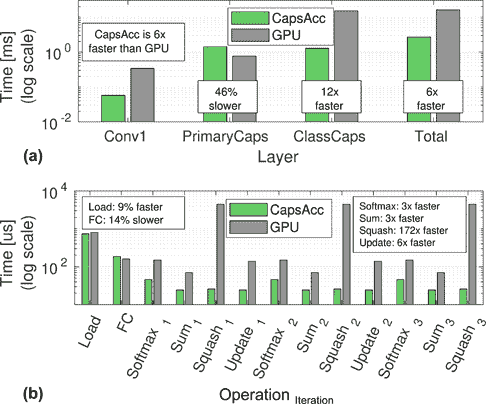 CapsAcc is 6x
faster than GPU
CapsAcc
GPU
Time [ms]
(log scale)
10^0
10^-2
46%
slower
12x
faster
6x
faster
Conv1
PrimaryCaps
ClassCaps
Total
(a)
Layer
Time [us]
(log scale)
10^4
10^2
Load: 9% faster
FC: 14% slower
CapsAcc
GPU
Softmax: 3x faster
Sum: 3x faster
Squash: 172x faster
Update: 6x faster
Load
FC
Softmax 1
Sum 1
Squash 1
Update 1
Softmax 2
Sum 2
Squash 2
Update 2
Softmax 3
Sum 3
Squash 3
(b)
Operation Iteration